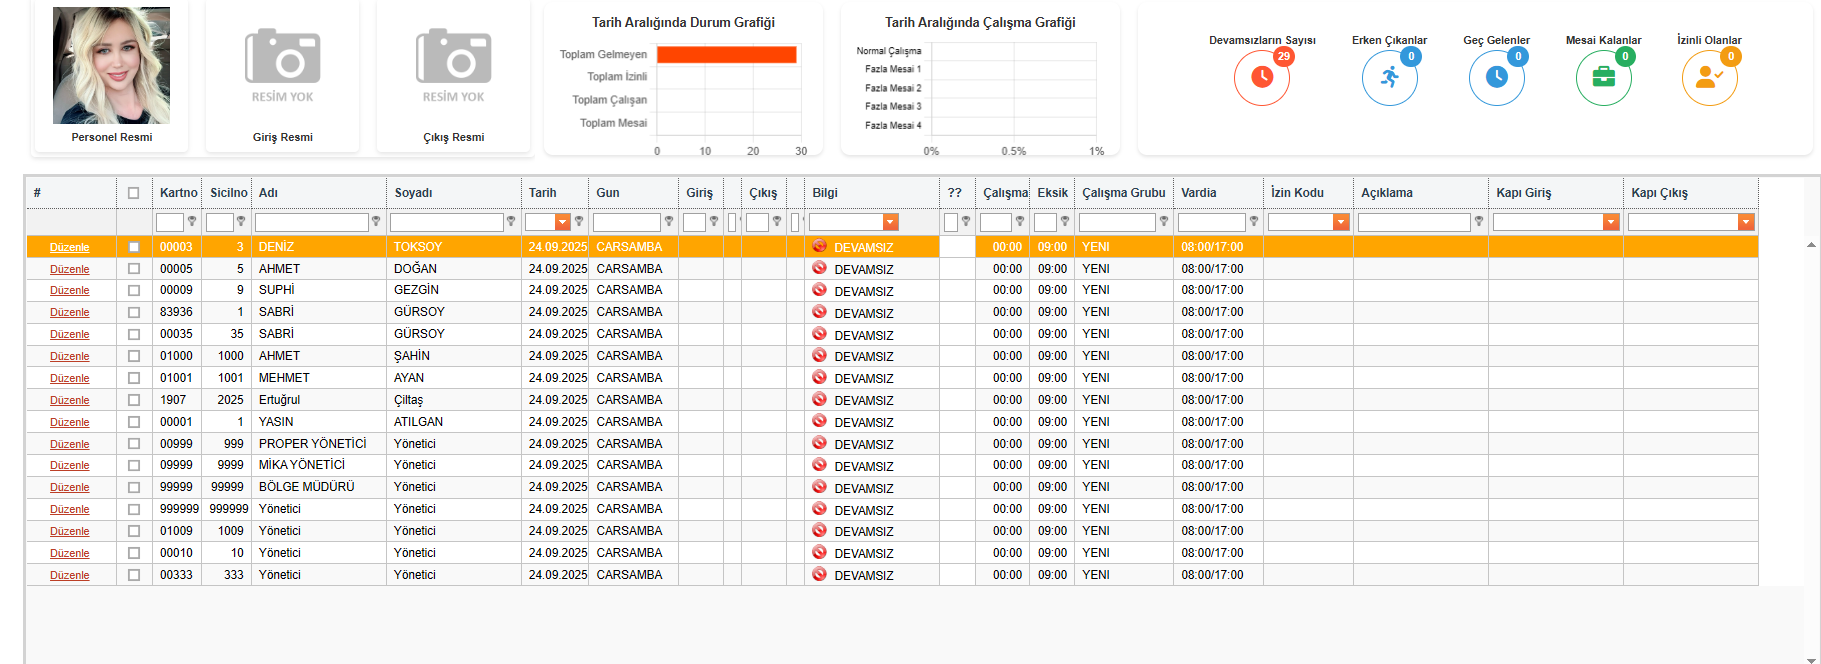 Personel Resmi
RESİM YOK
Giriş Resmi
RESİM YOK
Çıkış Resmi
Tarih Aralığında Durum Grafiği
Toplam Gelmeyen
Toplam İzinli
Toplam Çalışan
Toplam Mesai
0 10 20 30
Tarih Aralığında Çalışma Grafiği
Normal Çalışma
Fazla Mesai 1
Fazla Mesai 2
Fazla Mesai 3
Fazla Mesai 4
0% 0.5% 1%
Devamsızların Sayısı Erken Çıkanlar Geç Gelenler Mesai Kalanlar İzinli Olanlar
29 0 0 0 0
# Kartno Sicilno Adı Soyadı Tarih Gun Giriş Çıkış Bilgi ?? Çalışma Eksik Çalışma Grubu Vardia İzin Kodu Açıklama Kapı Giriş Kapı Çıkış
Düzenle 00003 3 DENİZ TOKSOY 24.09.2025 CARSAMBA DEVAMSIZ 00:00 09:00 YENI 08:00/17:00
Düzenle 00005 5 AHMET DOĞAN 24.09.2025 CARSAMBA DEVAMSIZ 00:00 09:00 YENI 08:00/17:00
Düzenle 00009 9 SUPHİ GEZGİN 24.09.2025 CARSAMBA DEVAMSIZ 00:00 09:00 YENI 08:00/17:00
Düzenle 83936 1 SABRİ GÜRSOY 24.09.2025 CARSAMBA DEVAMSIZ 00:00 09:00 YENI 08:00/17:00
Düzenle 00035 35 SABRİ GÜRSOY 24.09.2025 CARSAMBA DEVAMSIZ 00:00 09:00 YENI 08:00/17:00
Düzenle 01000 1000 AHMET ŞAHİN 24.09.2025 CARSAMBA DEVAMSIZ 00:00 09:00 YENI 08:00/17:00
Düzenle 01001 1001 MEHMET AYAN 24.09.2025 CARSAMBA DEVAMSIZ 00:00 09:00 YENI 08:00/17:00
Düzenle 1907 2025 Ertuğrul Çiltaş 24.09.2025 CARSAMBA DEVAMSIZ 00:00 09:00 YENI 08:00/17:00
Düzenle 00001 1 YASIN ATILGAN 24.09.2025 CARSAMBA DEVAMSIZ 00:00 09:00 YENI 08:00/17:00
Düzenle 00999 999 PROPER YÖNETİCİ Yönetici 24.09.2025 CARSAMBA DEVAMSIZ 00:00 09:00 YENI 08:00/17:00
Düzenle 09999 9999 MİKA YÖNETİCİ Yönetici 24.09.2025 CARSAMBA DEVAMSIZ 00:00 09:00 YENI 08:00/17:00
Düzenle 99999 99999 BÖLGE MÜDÜRÜ Yönetici 24.09.2025 CARSAMBA DEVAMSIZ 00:00 09:00 YENI 08:00/17:00
Düzenle 999999 999999 Yönetici Yönetici 24.09.2025 CARSAMBA DEVAMSIZ 00:00 09:00 YENI 08:00/17:00
Düzenle 01009 1009 Yönetici Yönetici 24.09.2025 CARSAMBA DEVAMSIZ 00:00 09:00 YENI 08:00/17:00
Düzenle 00010 10 Yönetici Yönetici 24.09.2025 CARSAMBA DEVAMSIZ 00:00 09:00 YENI 08:00/17:00
Düzenle 00333 333 Yönetici Yönetici 24.09.2025 CARSAMBA DEVAMSIZ 00:00 09:00 YENI 08:00/17:00